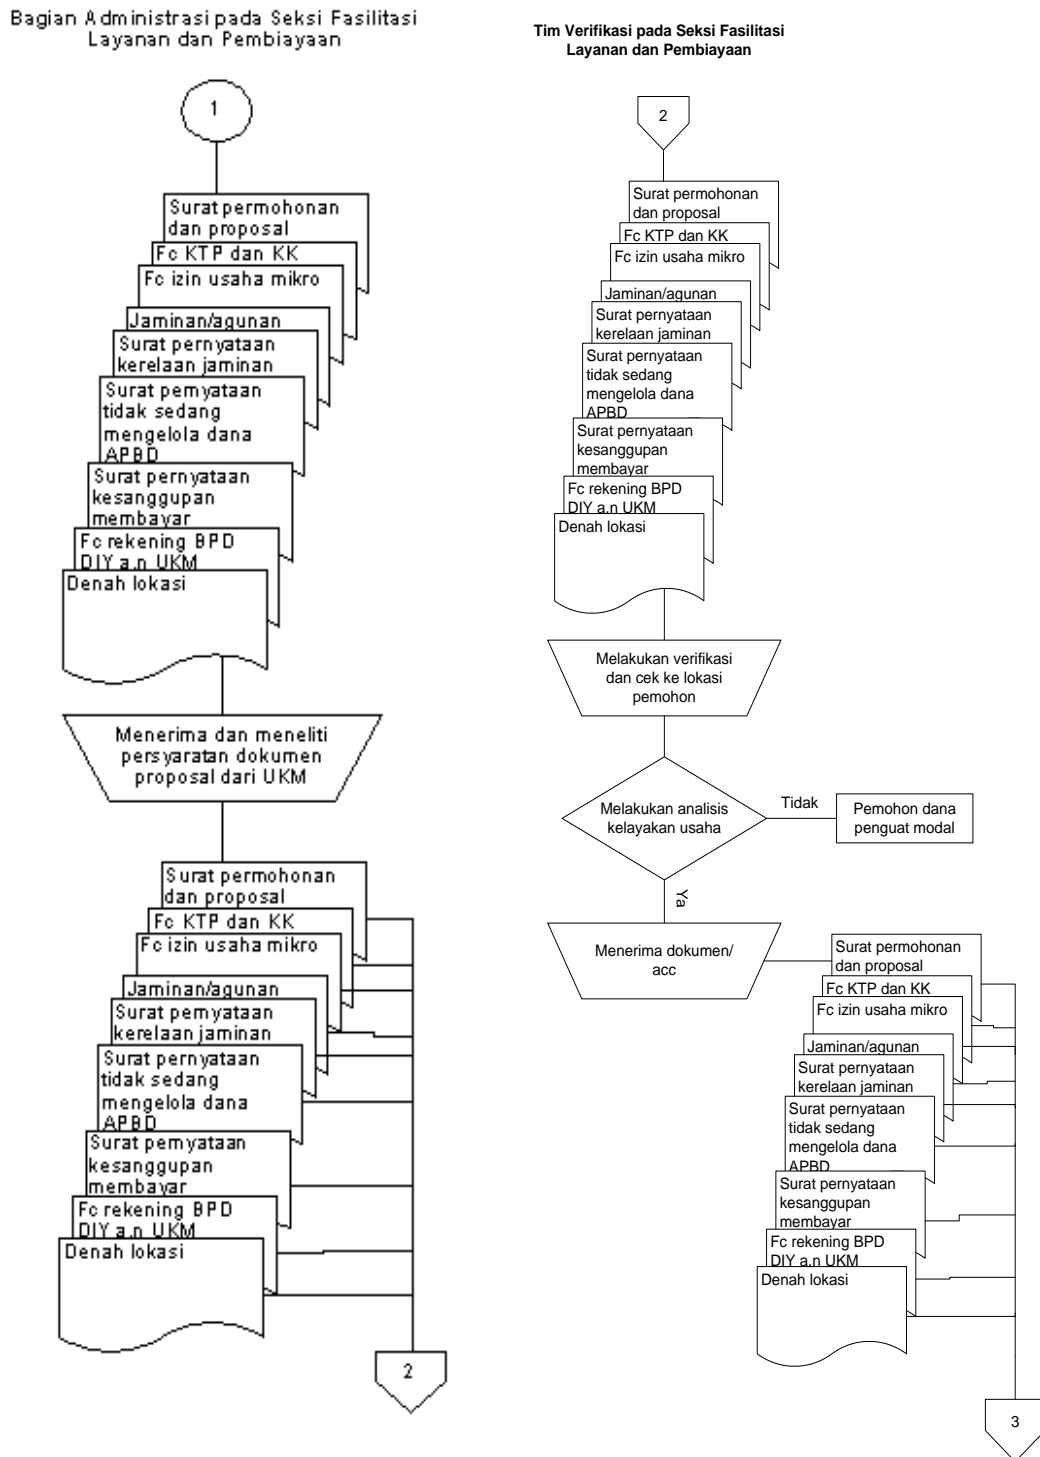 Bagian Administrasi pada Seksi Fasilitasi
Layanan dan Pembiayaan
1
Surat permohonan
dan proposal
Fc KTP dan KK
Fc izin usaha mikro
Jaminan/agunan
Surat pernyataan
kerelaan jaminan
Surat pernyataan
tidak sedang
mengelola dana
APBD
Surat pernyataan
kesanggupan
membayar
Fc rekening BPD
DIY a.n UKM
Denah lokasi
Menerima dan meneliti
persyaratan dokumen
proposal dari UKM
Surat permohonan
dan proposal
Fc KTP dan KK
Fc izin usaha mikro
Jaminan/agunan
Surat pernyataan
kerelaan jaminan
Surat pernyataan
tidak sedang
mengelola dana
APBD
Surat pernyataan
kesanggupan
membayar
Fc rekening BPD
DIY a.n UKM
Denah lokasi
2
Tim Verifikasi pada Seksi Fasilitasi
Layanan dan Pembiayaan
2
Surat permohonan
dan proposal
Fc KTP dan KK
Fc izin usaha mikro
Jaminan/agunan
Surat pernyataan
kerelaan jaminan
Surat pernyataan
tidak sedang
mengelola dana
APBD
Surat pernyataan
kesanggupan
membayar
Fc rekening BPD
DIY a.n UKM
Denah lokasi
Melakukan verifikasi
dan cek ke lokasi
pemohon
Melakukan analisis
kelayakan usaha
Tidak
Pemohon dana
penguat modal
Ya
Menerima dokumen/
acc
Surat permohonan
dan proposal
Fc KTP dan KK
Fc izin usaha mikro
Jaminan/agunan
Surat pernyataan
kerelaan jaminan
Surat pernyataan
tidak sedang
mengelola dana
APBD
Surat pernyataan
kesanggupan
membayar
Fc rekening BPD
DIY a.n UKM
Denah lokasi
3